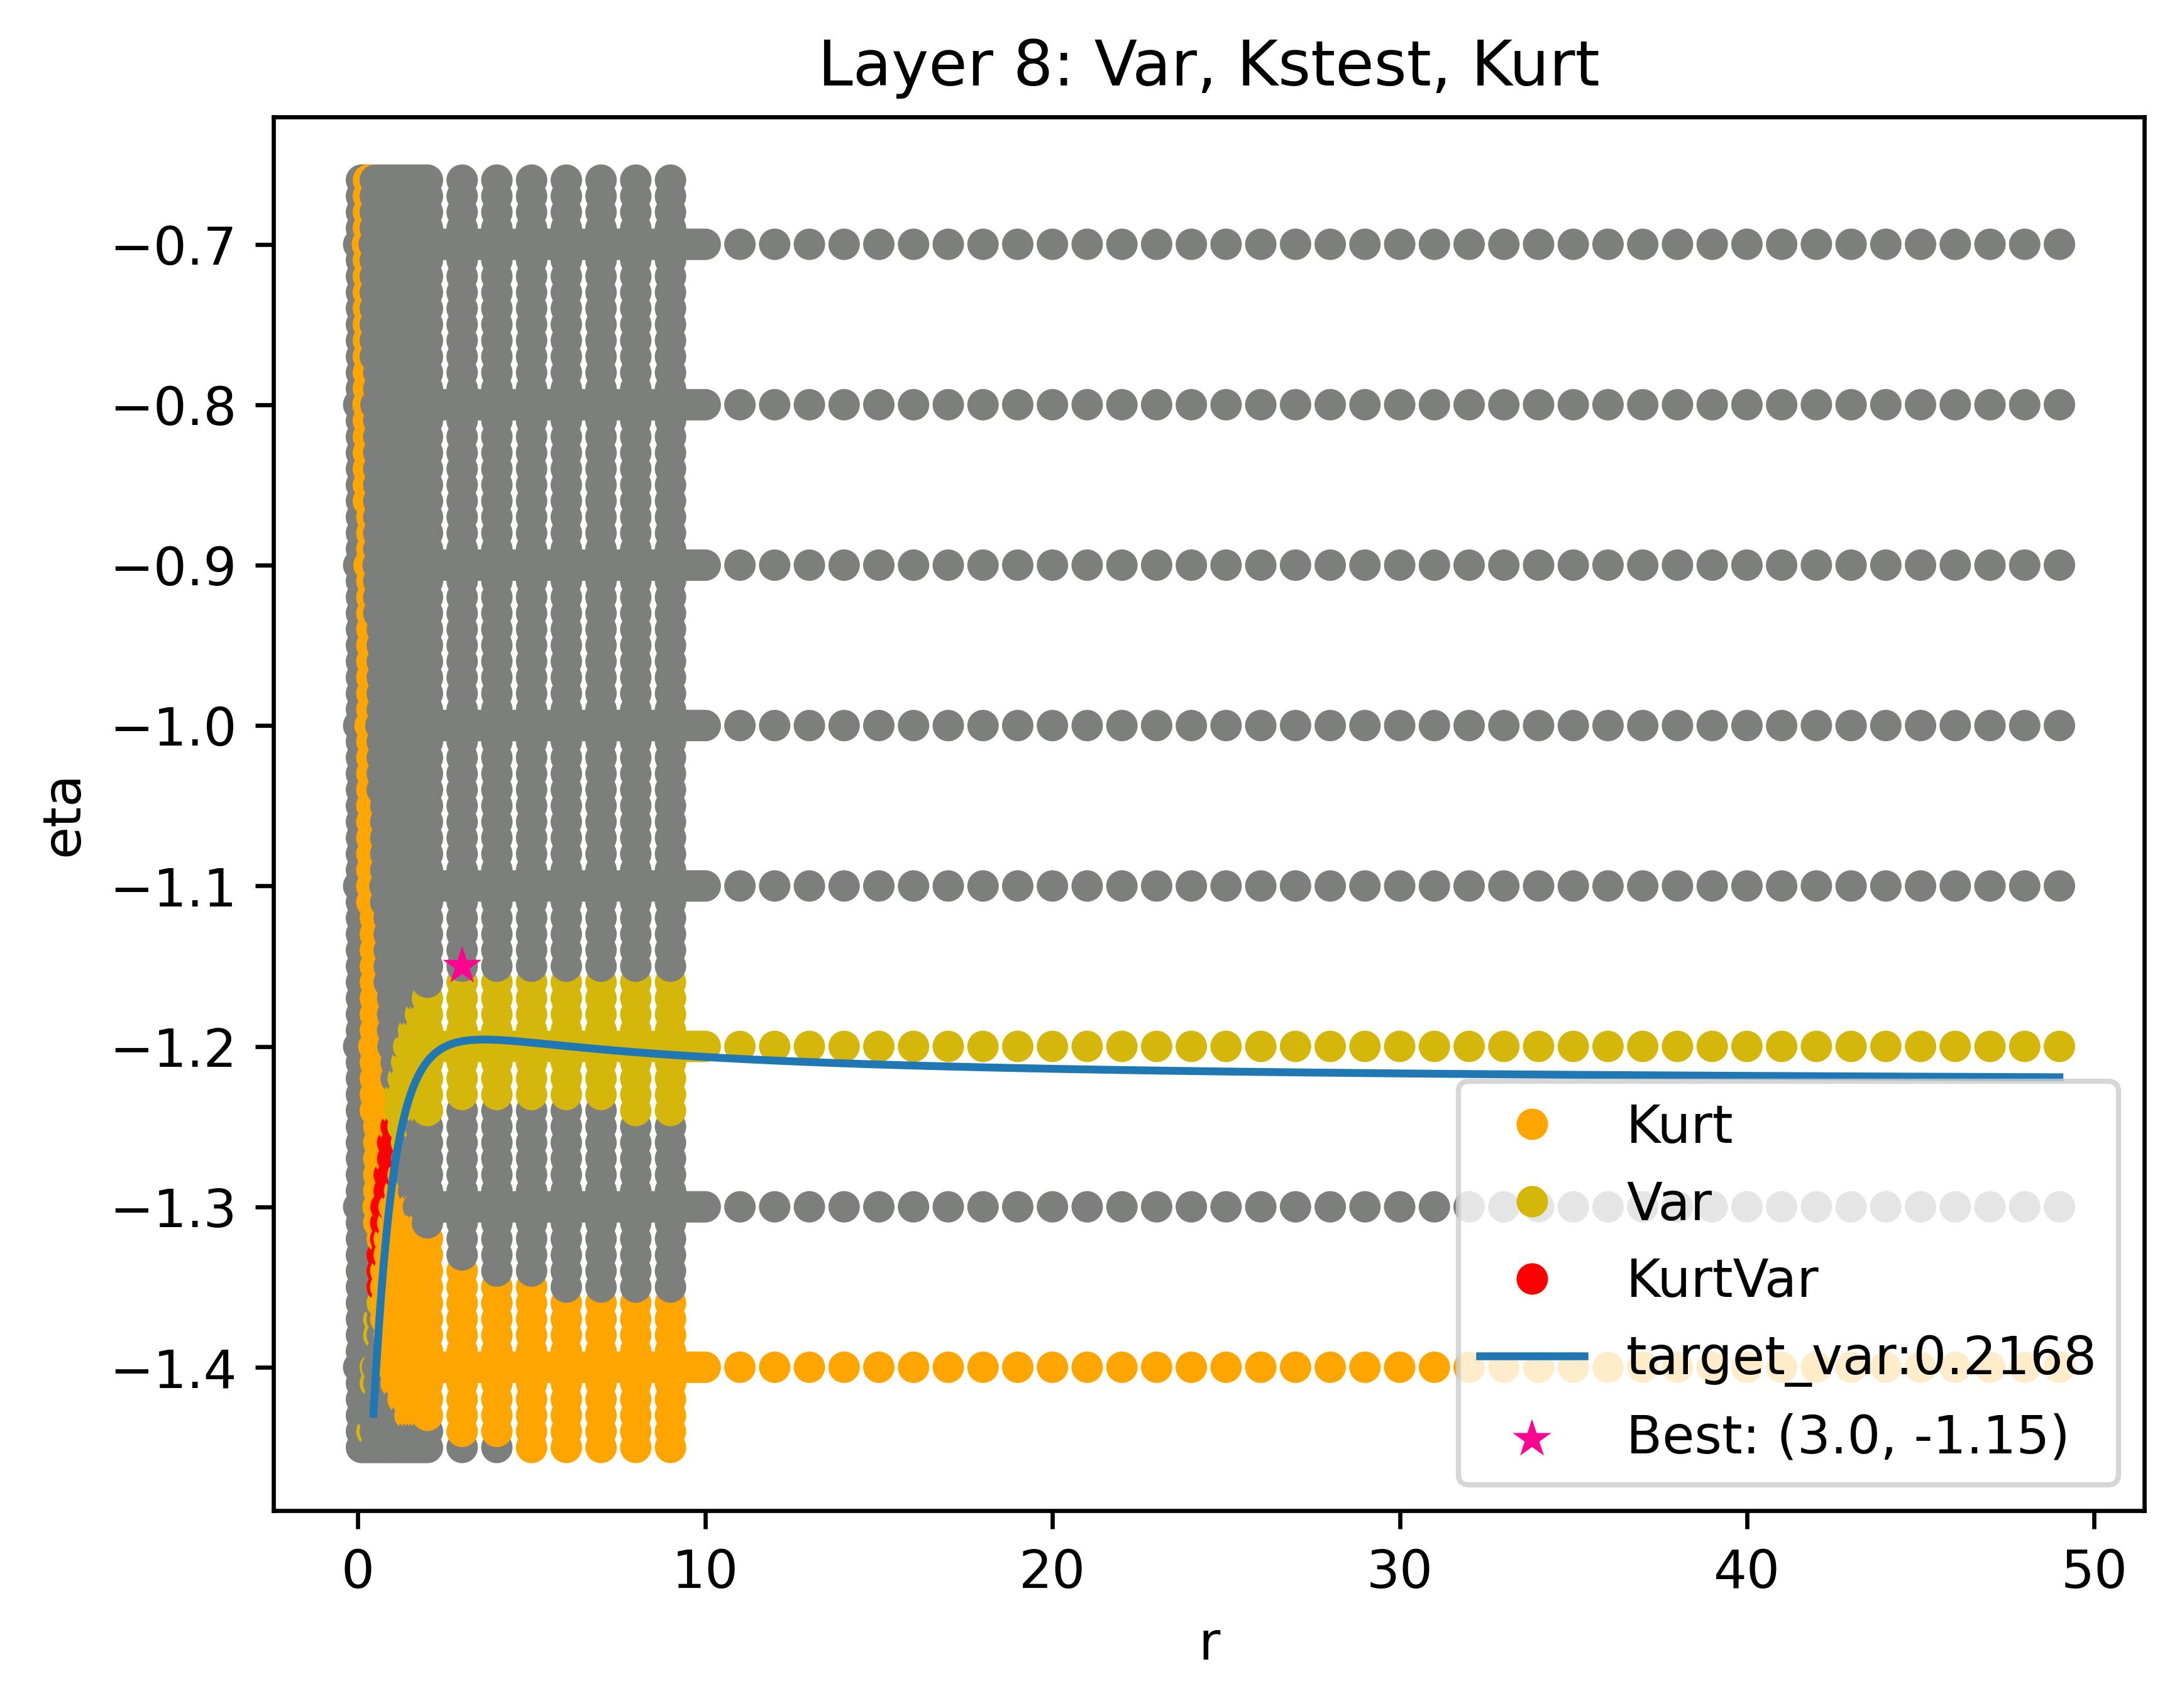 Layer 8: Var, Kstest, Kurt
eta
−0.7
−0.8
−0.9
−1.0
−1.1
−1.2
−1.3
−1.4
Kurt
Var
KurtVar
target_var:0.2168
Best: (3.0, -1.15)
0 10 20 30 40 50
r